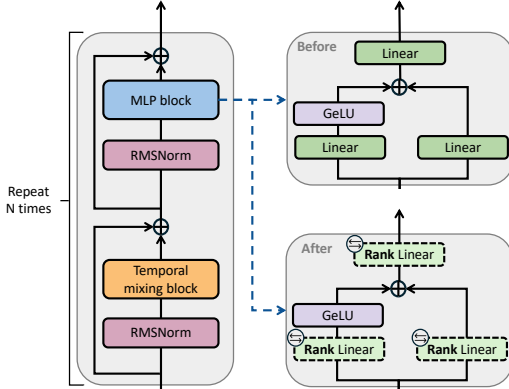 Repeat
N times
MLP block
RMSNorm
Temporal
mixing block
RMSNorm
Before
Linear
GeLU
Linear
Linear
After
Rank Linear
GeLU
Rank Linear
Rank Linear